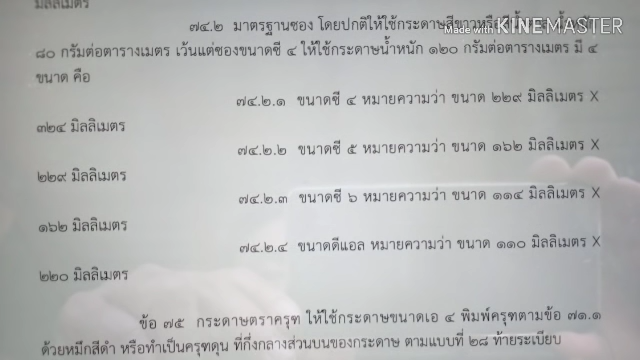 มิลลิเมตร
Made with KINEMASTER
๗๔.๒ มาตรฐานซอง โดยปกติให้ใช้กระดาษสีขาวหรือ
๘๐ กรัมต่อตารางเมตร เว้นแต่ซองขนาดซี ๔ ให้ใช้กระดาษน้ำหนัก ๑๒๐ กรัมต่อตารางเมตร มี ๔
ขนาด คือ
๗๔.๒.๑ ขนาดซี ๔ หมายความว่า ขนาด ๒๒๙ มิลลิเมตร X
๓๒๔ มิลลิเมตร
๗๔.๒.๒ ขนาดซี ๕ หมายความว่า ขนาด ๑๖๒ มิลลิเมตร X
๒๒๙ มิลลิเมตร
๗๔.๒.๓ ขนาดซี ๖ หมายความว่า ขนาด ๑๑๔ มิลลิเมตร X
๑๖๒ มิลลิเมตร
๗๔.๒.๔ ขนาดดีแอล หมายความว่า ขนาด ๑๑๐ มิลลิเมตร X
๒๒๐ มิลลิเมตร
ข้อ ๗๕ กระดาษตราครุฑ ให้ใช้กระดาษขนาดเอ ๔ พิมพ์ครุฑตามข้อ ๗๑.๑
ด้วยหมึกสีดำ หรือทำเป็นครุฑดุน ที่กึ่งกลางส่วนบนของกระดาษ ตามแบบที่ ๒๘ ท้ายระเบียบ